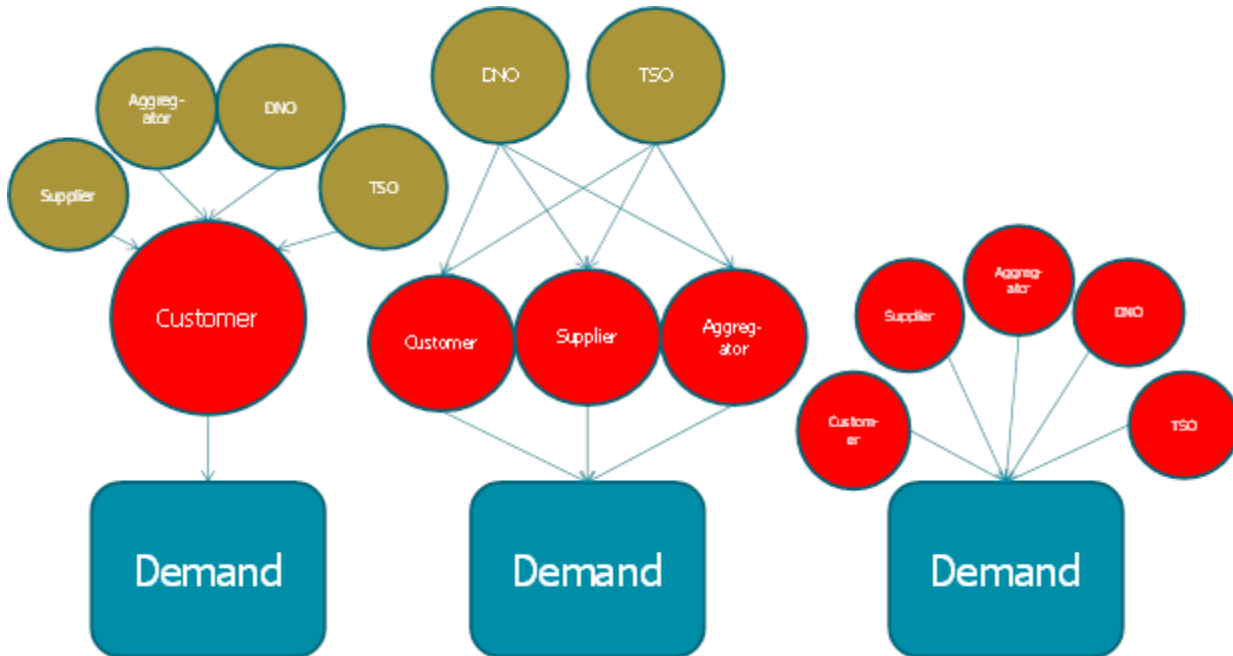 Supplier
Aggreg-
ator
DNO
TSO
Customer
Demand
DNO
TSO
Customer
Supplier
Aggreg-
ator
Demand
Custom-
er
Supplier
Aggreg-
ator
DNO
TSO
Demand